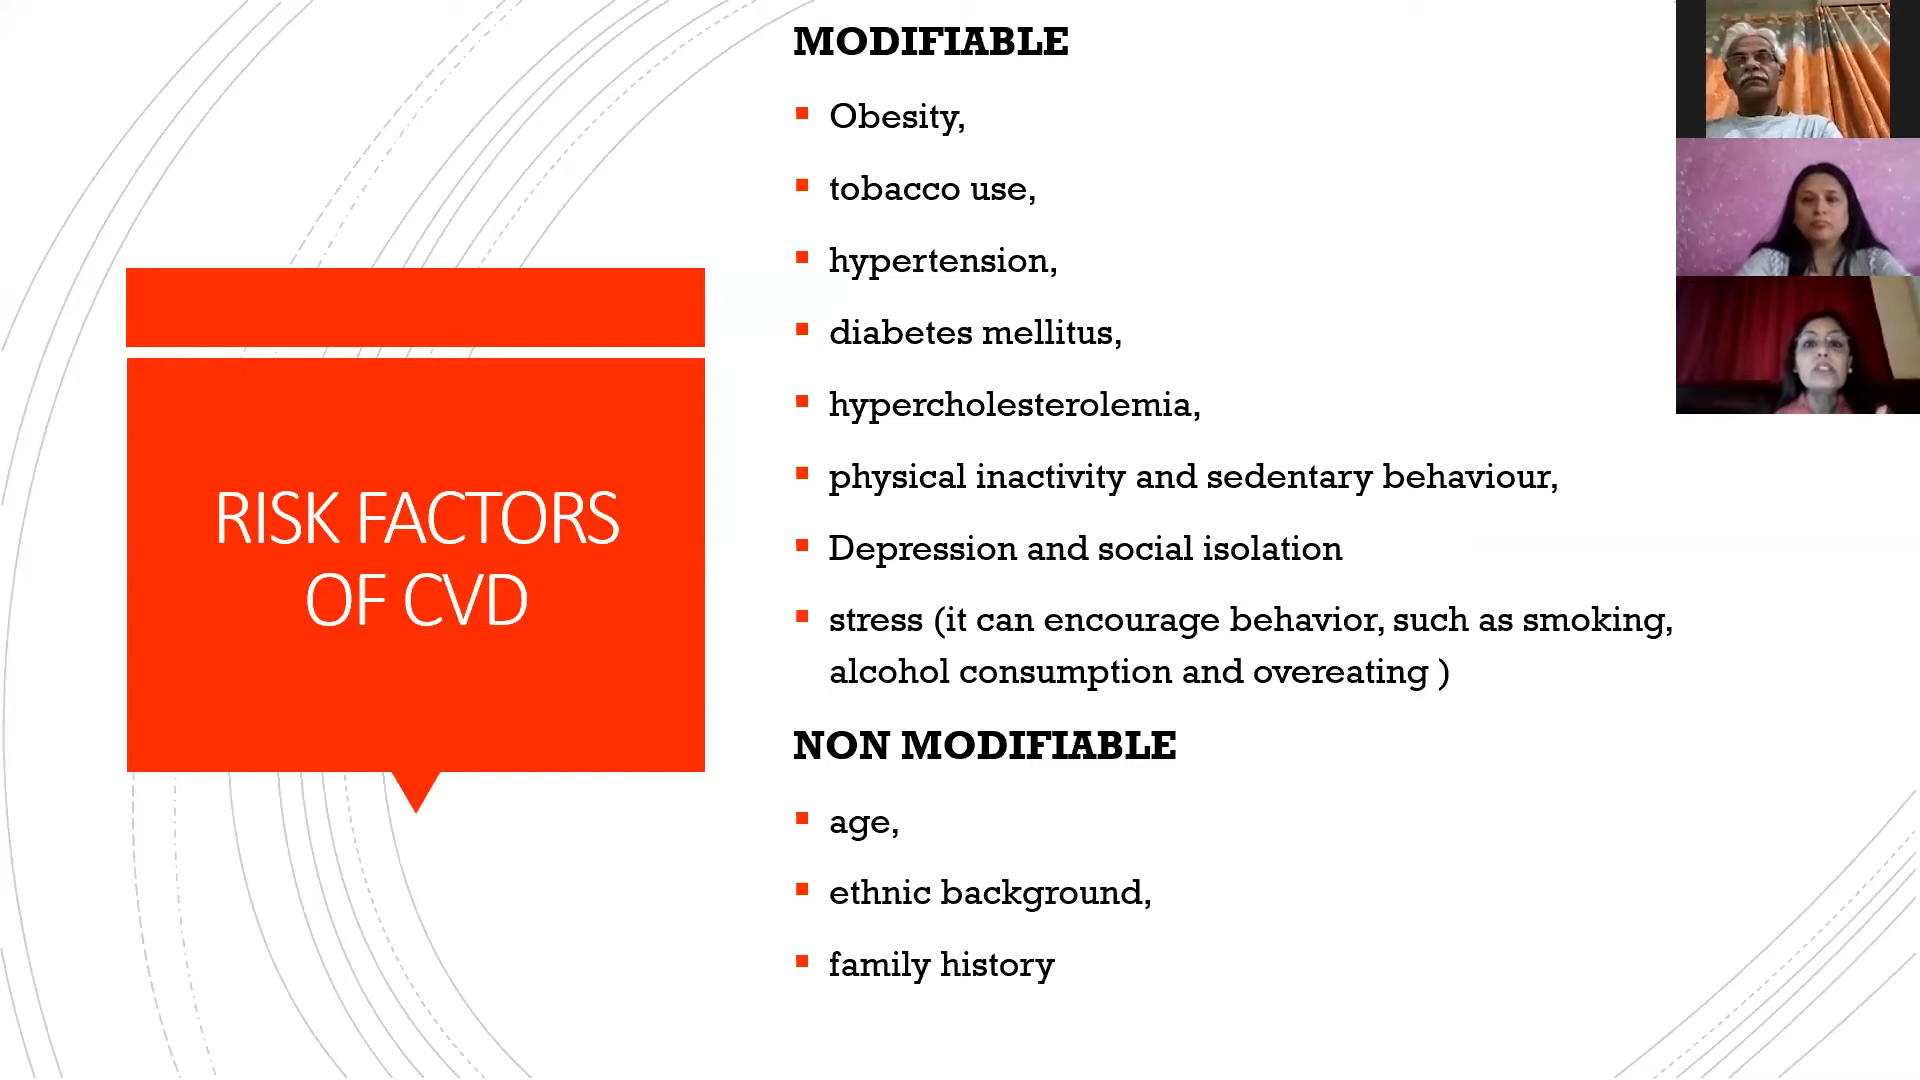 RISK FACTORS
OF CVD
MODIFIABLE
Obesity,
tobacco use,
hypertension,
diabetes mellitus,
hypercholesterolemia,
physical inactivity and sedentary behaviour,
Depression and social isolation
stress (it can encourage behavior, such as smoking,
alcohol consumption and overeating )
NON MODIFIABLE
age,
ethnic background,
family history